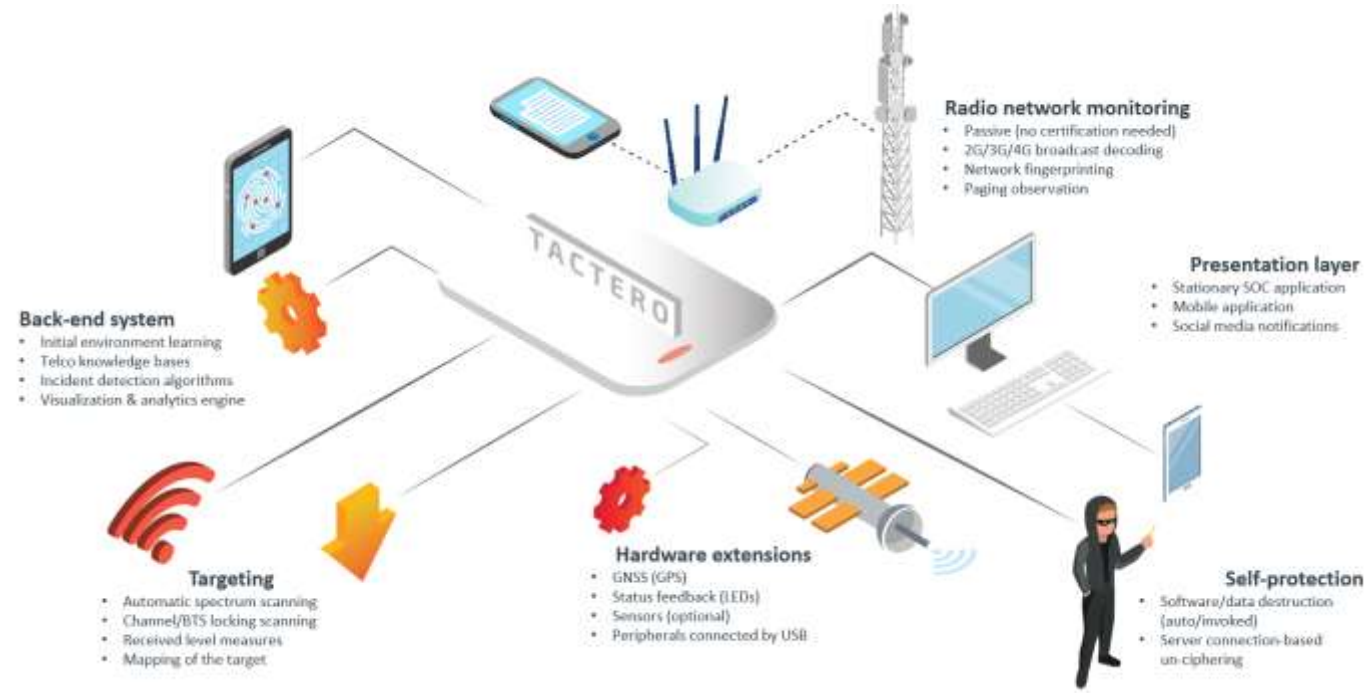 Radio network monitoring
• Passive (no certification needed)
• 2G/3G/4G broadcast decoding
• Network fingerprinting
• Paging observation
TACTERO
Presentation layer
• Stationary SOC application
• Mobile application
• Social media notifications
Back-end system
• Initial environment learning
• Telco knowledge bases
• Incident detection algorithms
• Visualization & analytics engine
Targeting
• Automatic spectrum scanning
• Channel/BTS locking scanning
• Received level measures
• Mapping of the target
Hardware extensions
• GNSS (GPS)
• Status feedback (LEDs)
• Sensors (optional)
• Peripherals connected by USB
Self-protection
• Software/data destruction
(auto/invoked)
• Server connection-based
un-ciphering